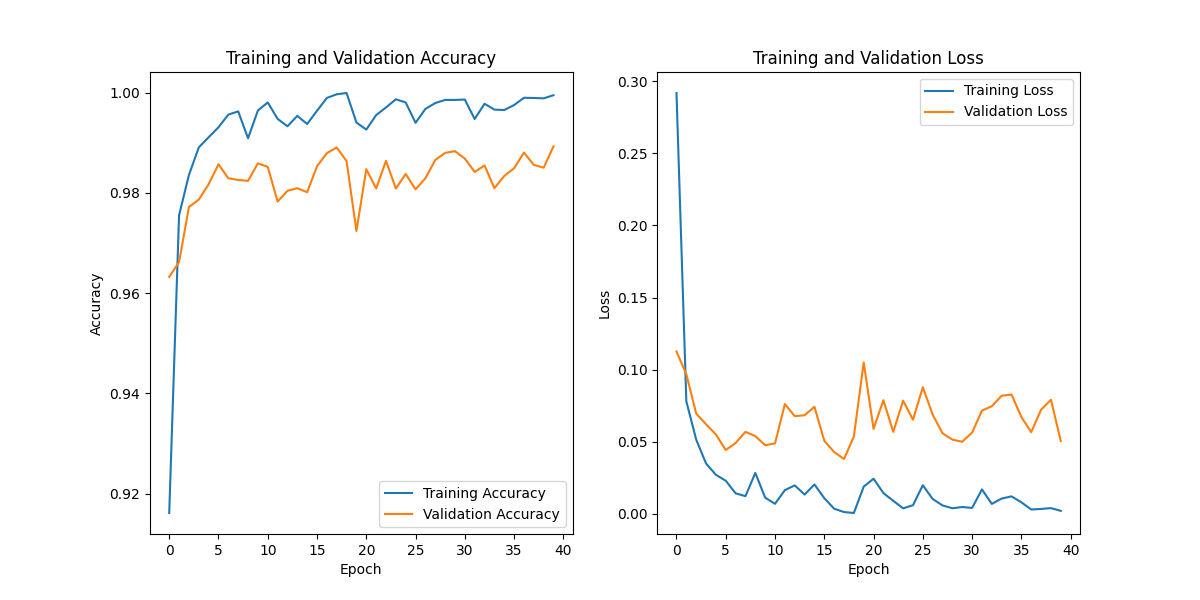 Training and Validation Accuracy
1.00
0.98
0.96
0.94
0.92
Accuracy
Training Accuracy
Validation Accuracy
0 5 10 15 20 25 30 35 40
Epoch
Training and Validation Loss
0.30
0.25
0.20
0.15
0.10
0.05
0.00
Loss
Training Loss
Validation Loss
0 5 10 15 20 25 30 35 40
Epoch